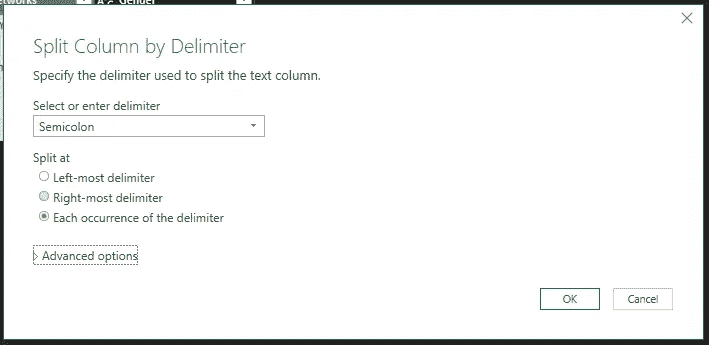 Gender
Split Column by Delimiter
Specify the delimiter used to split the text column.
Select or enter delimiter
Semicolon
Split at
Left-most delimiter
Right-most delimiter
Each occurrence of the delimiter
Advanced options
OK
Cancel